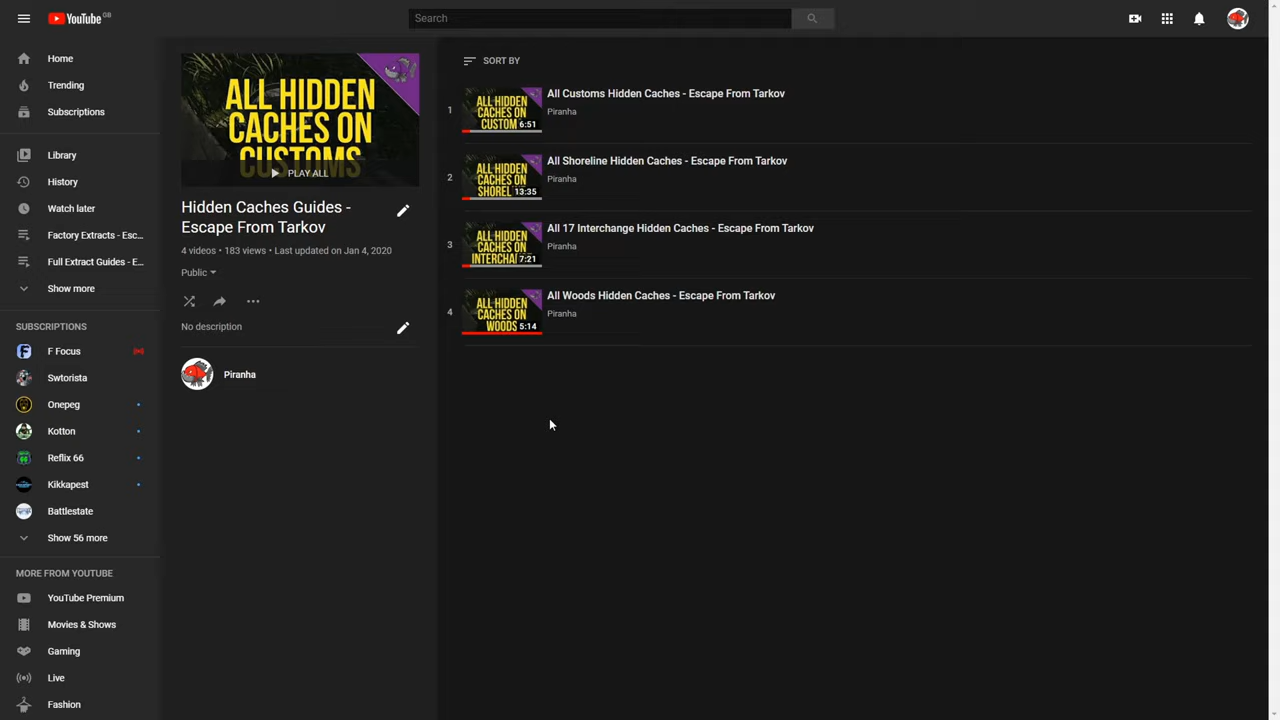 YouTube GB
Search
Home
Trending
Subscriptions
Library
History
Watch later
Factory Extracts - Esc...
Full Extract Guides - E...
Show more
SUBSCRIPTIONS
F Focus
Swtorista
Onepeg
Kotton
Reflix 66
Kikkapest
Battlestate
Show 56 more
MORE FROM YOUTUBE
YouTube Premium
Movies & Shows
Gaming
Live
Fashion
ALL HIDDEN
CACHES ON
CUSTOMS
PLAY ALL
Hidden Caches Guides -
Escape From Tarkov
4 videos • 183 views • Last updated on Jan 4, 2020
Public
No description
Piranha
SORT BY
1
ALL HIDDEN
CACHES ON
CUSTOM
6:51
All Customs Hidden Caches - Escape From Tarkov
Piranha
2
ALL HIDDEN
CACHES ON
SHOREL
13:35
All Shoreline Hidden Caches - Escape From Tarkov
Piranha
3
ALL HIDDEN
CACHES ON
INTERCHA
7:21
All 17 Interchange Hidden Caches - Escape From Tarkov
Piranha
4
ALL HIDDEN
CACHES ON
WOODS
5:14
All Woods Hidden Caches - Escape From Tarkov
Piranha